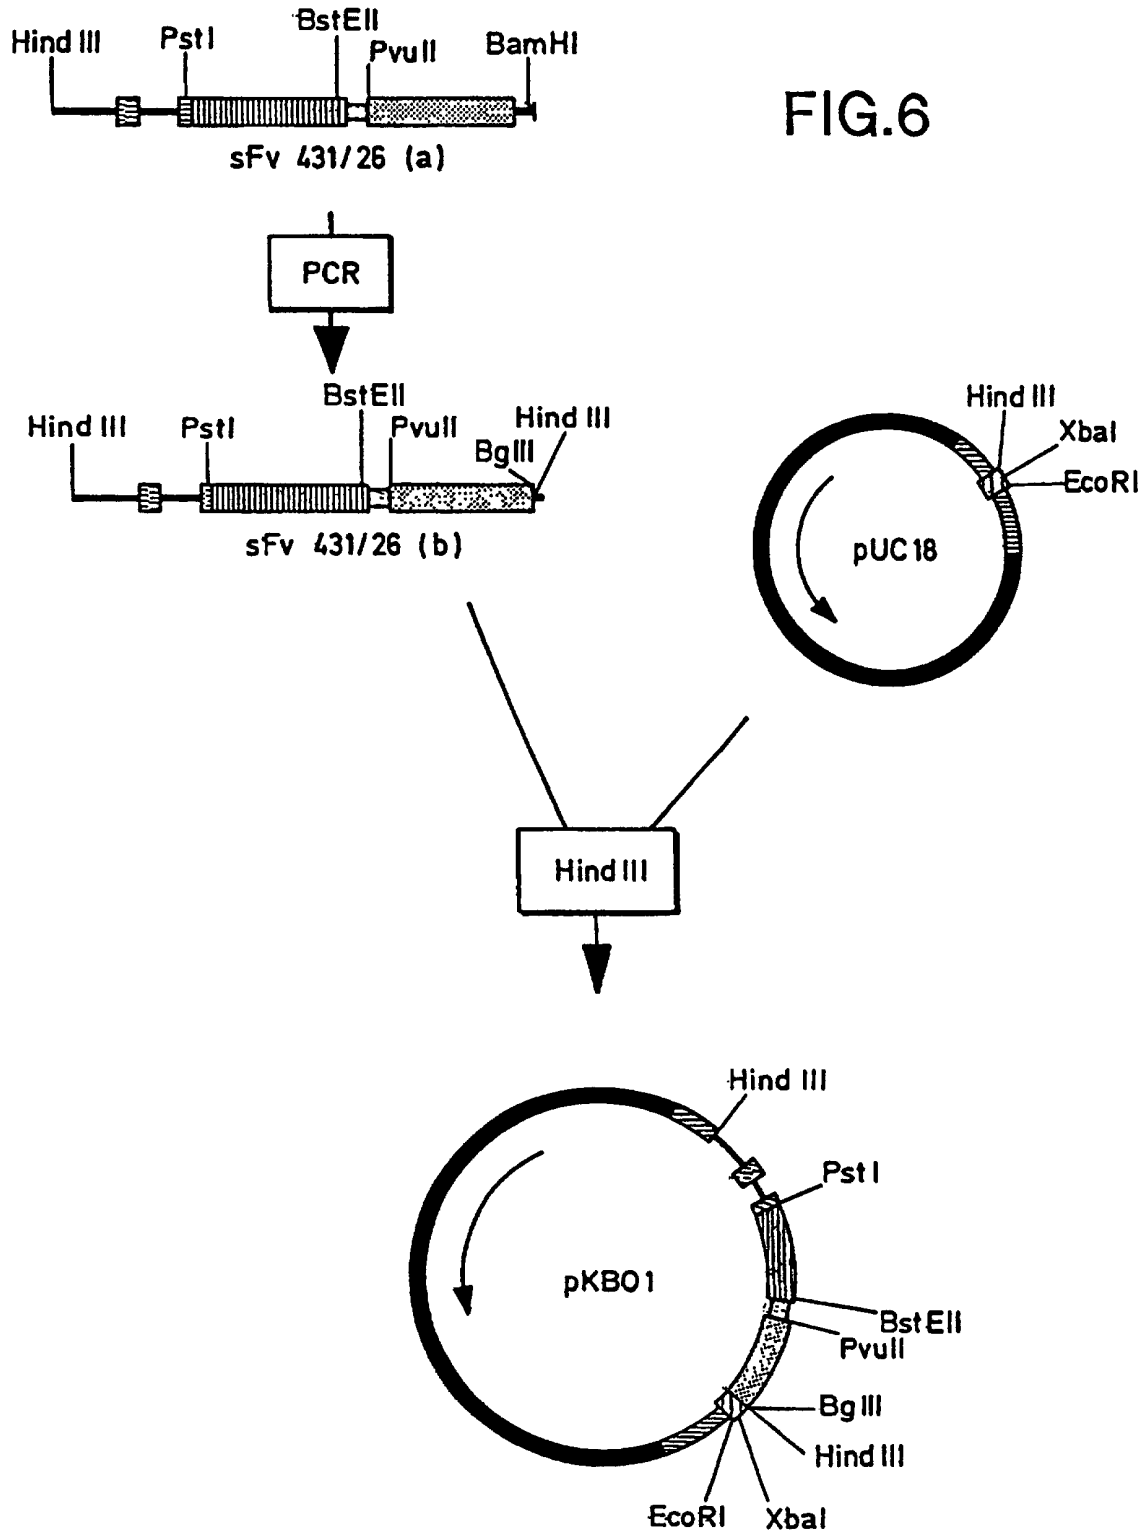 Hind III
PstI
BstEII
PvuII
BamHI
FIG.6
sFv 431/26 (a)
PCR
Hind III
PstI
BstEII
PvuII
BglII
Hind III
sFv 431/26 (b)
Hind III
XbaI
EcoRI
pUC18
Hind III
Hind III
Pst I
pKB01
BstEII
PvuII
BglII
Hind III
EcoRI
XbaI